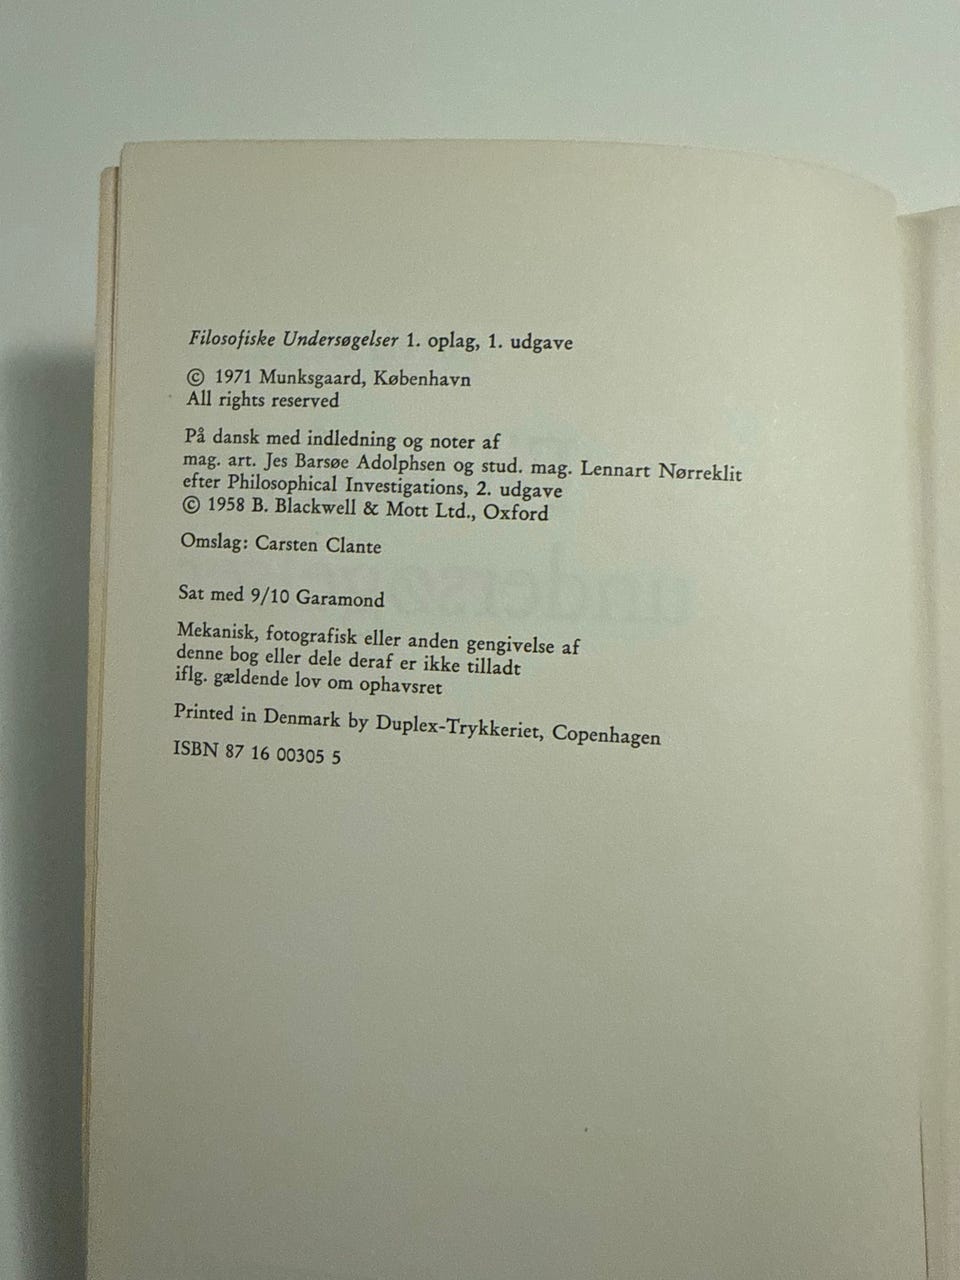 Filosofiske Undersøgelser 1. oplag, 1. udgave
© 1971 Munksgaard, København
All rights reserved
På dansk med indledning og noter af
mag. art. Jes Barsøe Adolphsen og stud. mag. Lennart Nørreklit
efter Philosophical Investigations, 2. udgave
© 1958 B. Blackwell & Mott Ltd., Oxford
Omslag: Carsten Clante
Sat med 9/10 Garamond
Mekanisk, fotografisk eller anden gengivelse af
denne bog eller dele deraf er ikke tilladt
iflg. gældende lov om ophavsret
Printed in Denmark by Duplex-Trykkeriet, Copenhagen
ISBN 87 16 00305 5